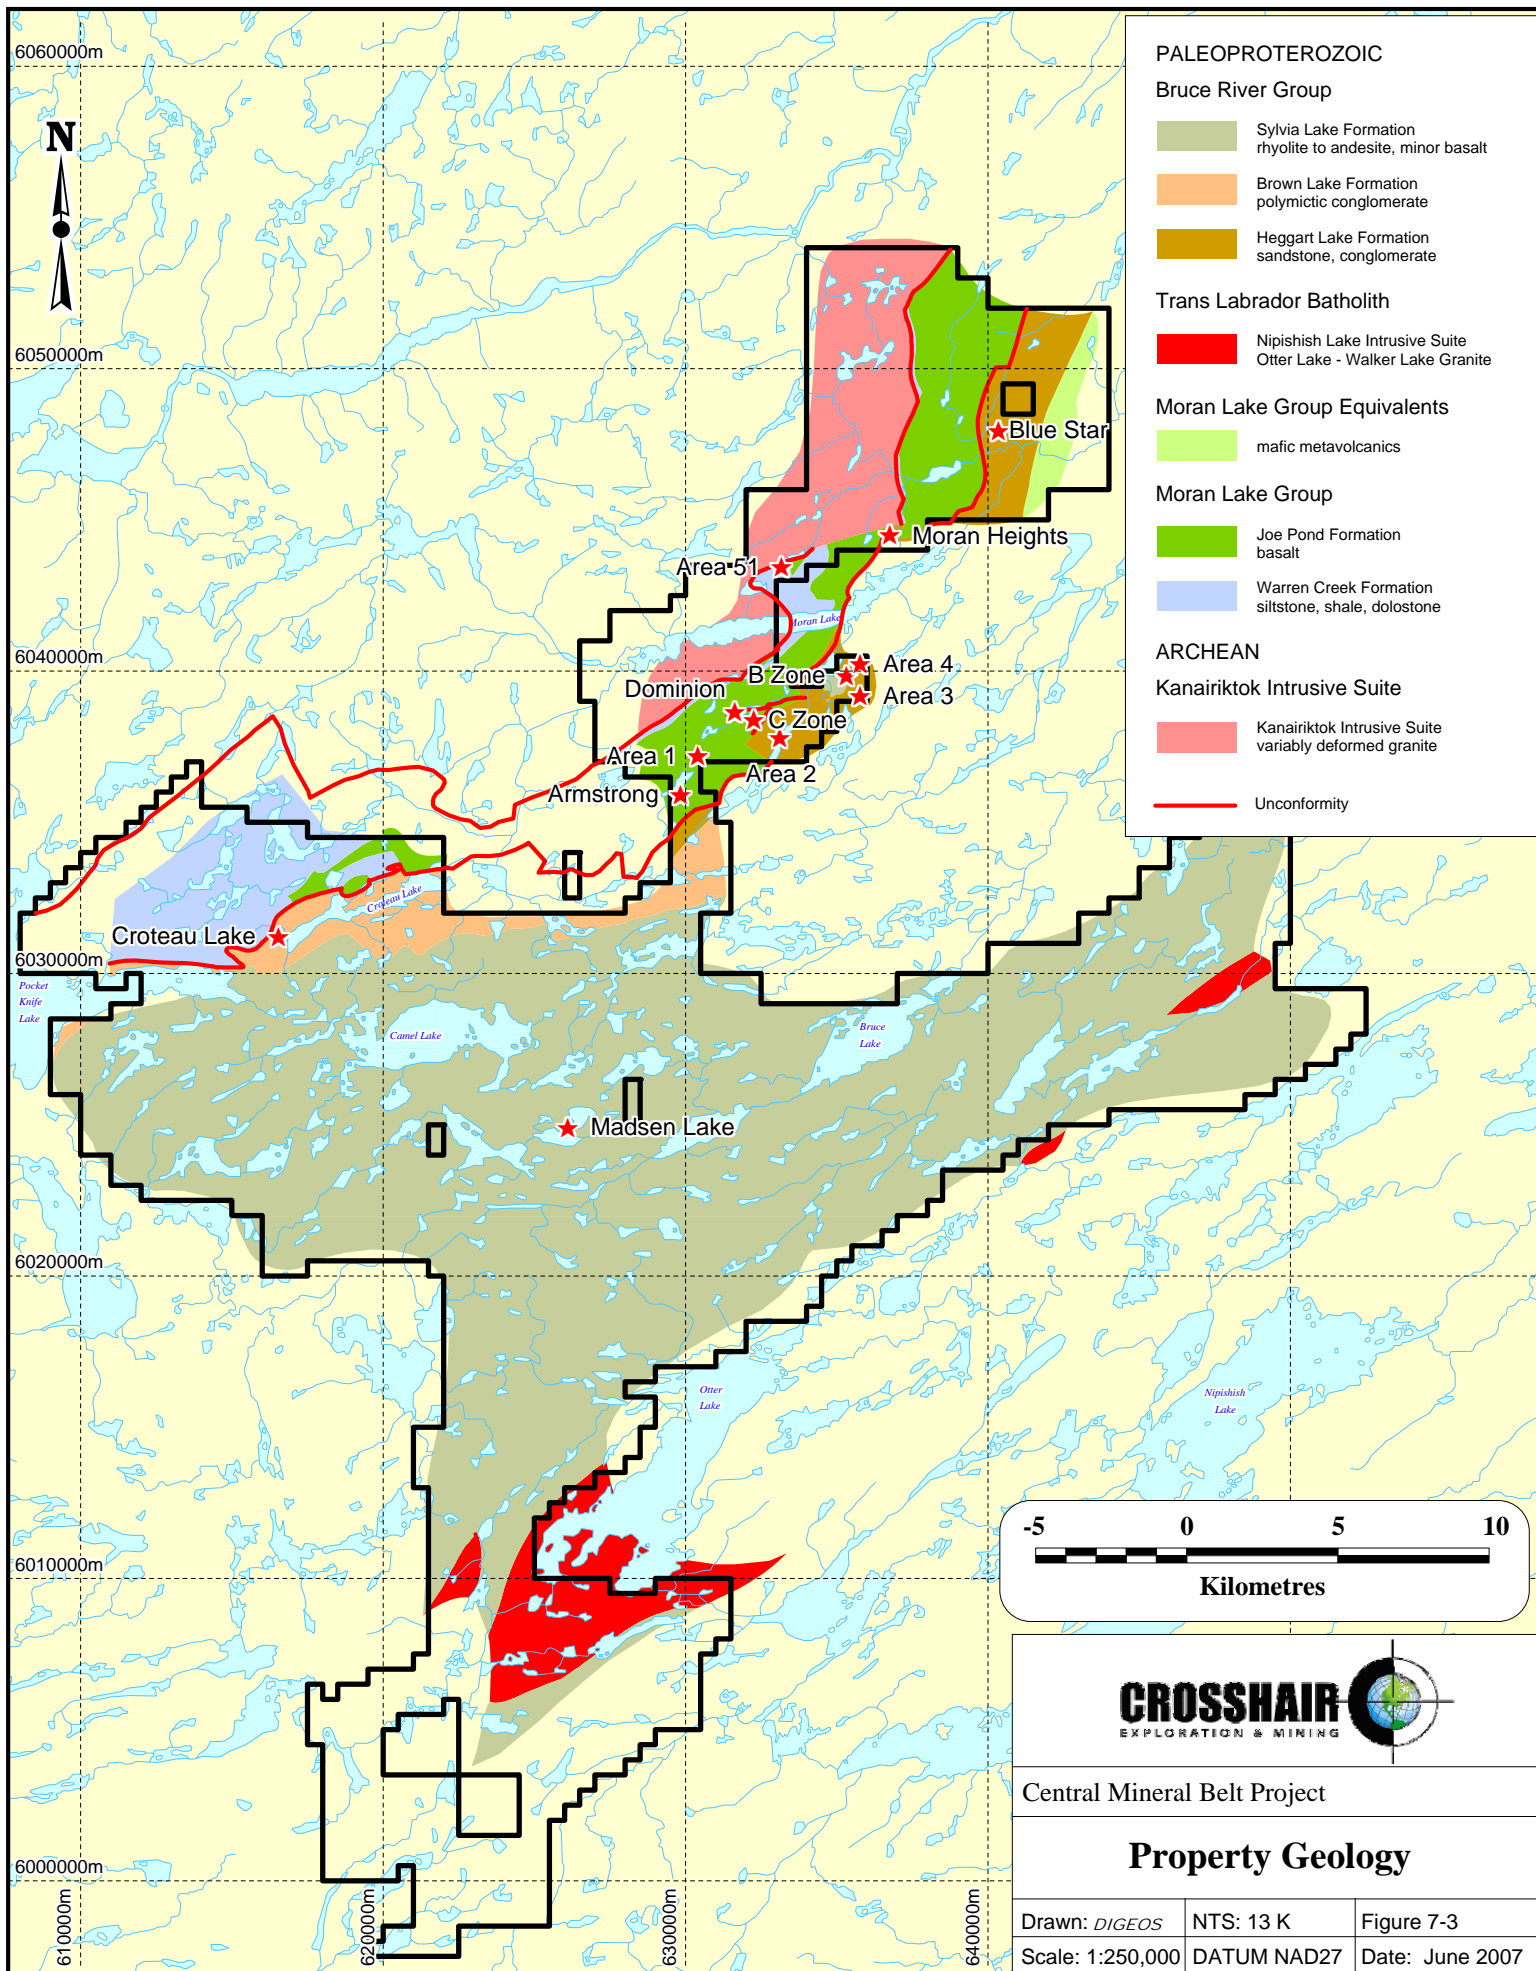 6060000m
6050000m
6040000m
6030000m
6020000m
6010000m
6000000m
610000m
620000m
630000m
640000m
N
PALEOPROTEROZOIC
Bruce River Group
Sylvia Lake Formation
rhyolite to andesite, minor basalt
Brown Lake Formation
polymictic conglomerate
Heggart Lake Formation
sandstone, conglomerate
Trans Labrador Batholith
Nipishish Lake Intrusive Suite
Otter Lake - Walker Lake Granite
Moran Lake Group Equivalents
mafic metavolcanics
Moran Lake Group
Joe Pond Formation
basalt
Warren Creek Formation
siltstone, shale, dolostone
ARCHEAN
Kanairiktok Intrusive Suite
Kanairiktok Intrusive Suite
variably deformed granite
Unconformity
Blue Star
Moran Heights
Area 51
Moran Lake
Area 4
B Zone
Dominion
Area 3
C Zone
Area 1
Area 2
Armstrong
Croteau Lake
Croteau Lake
Pocket
Knife
Lake
Camel Lake
Bruce
Lake
Madsen Lake
Otter
Lake
Nipishish
Lake
-5 0 5 10
Kilometres
CROSSHAIR
EXPLORATION & MINING
Central Mineral Belt Project
Property Geology
Drawn: DIGEOS
NTS: 13 K
Figure 7-3
Scale: 1:250,000
DATUM NAD27
Date: June 2007